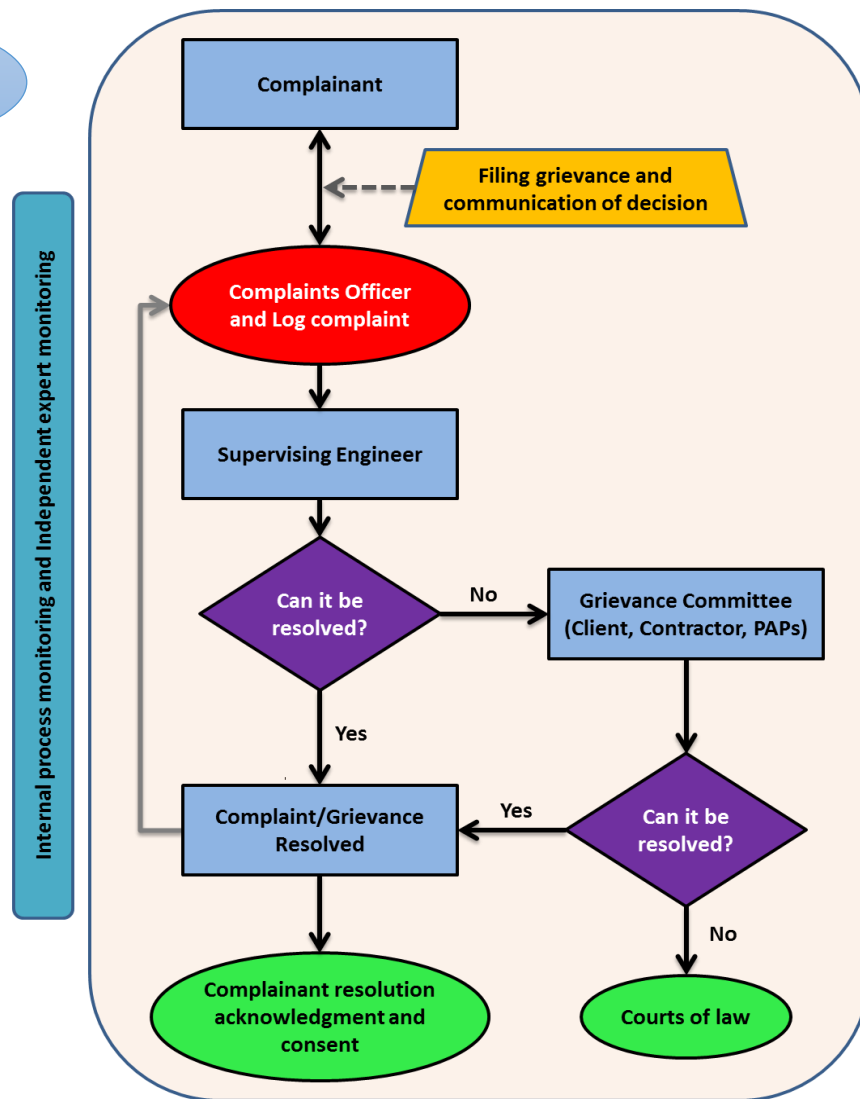 Complainant
Filing grievance and
communication of decision
Complaints Officer
and Log complaint
Supervising Engineer
Can it be
resolved?
No
Grievance Committee
(Client, Contractor, PAPs)
Yes
Complaint/Grievance
Resolved
Yes
Can it be
resolved?
No
Complainant resolution
acknowledgment and
consent
Courts of law
Internal process monitoring and Independent expert monitoring